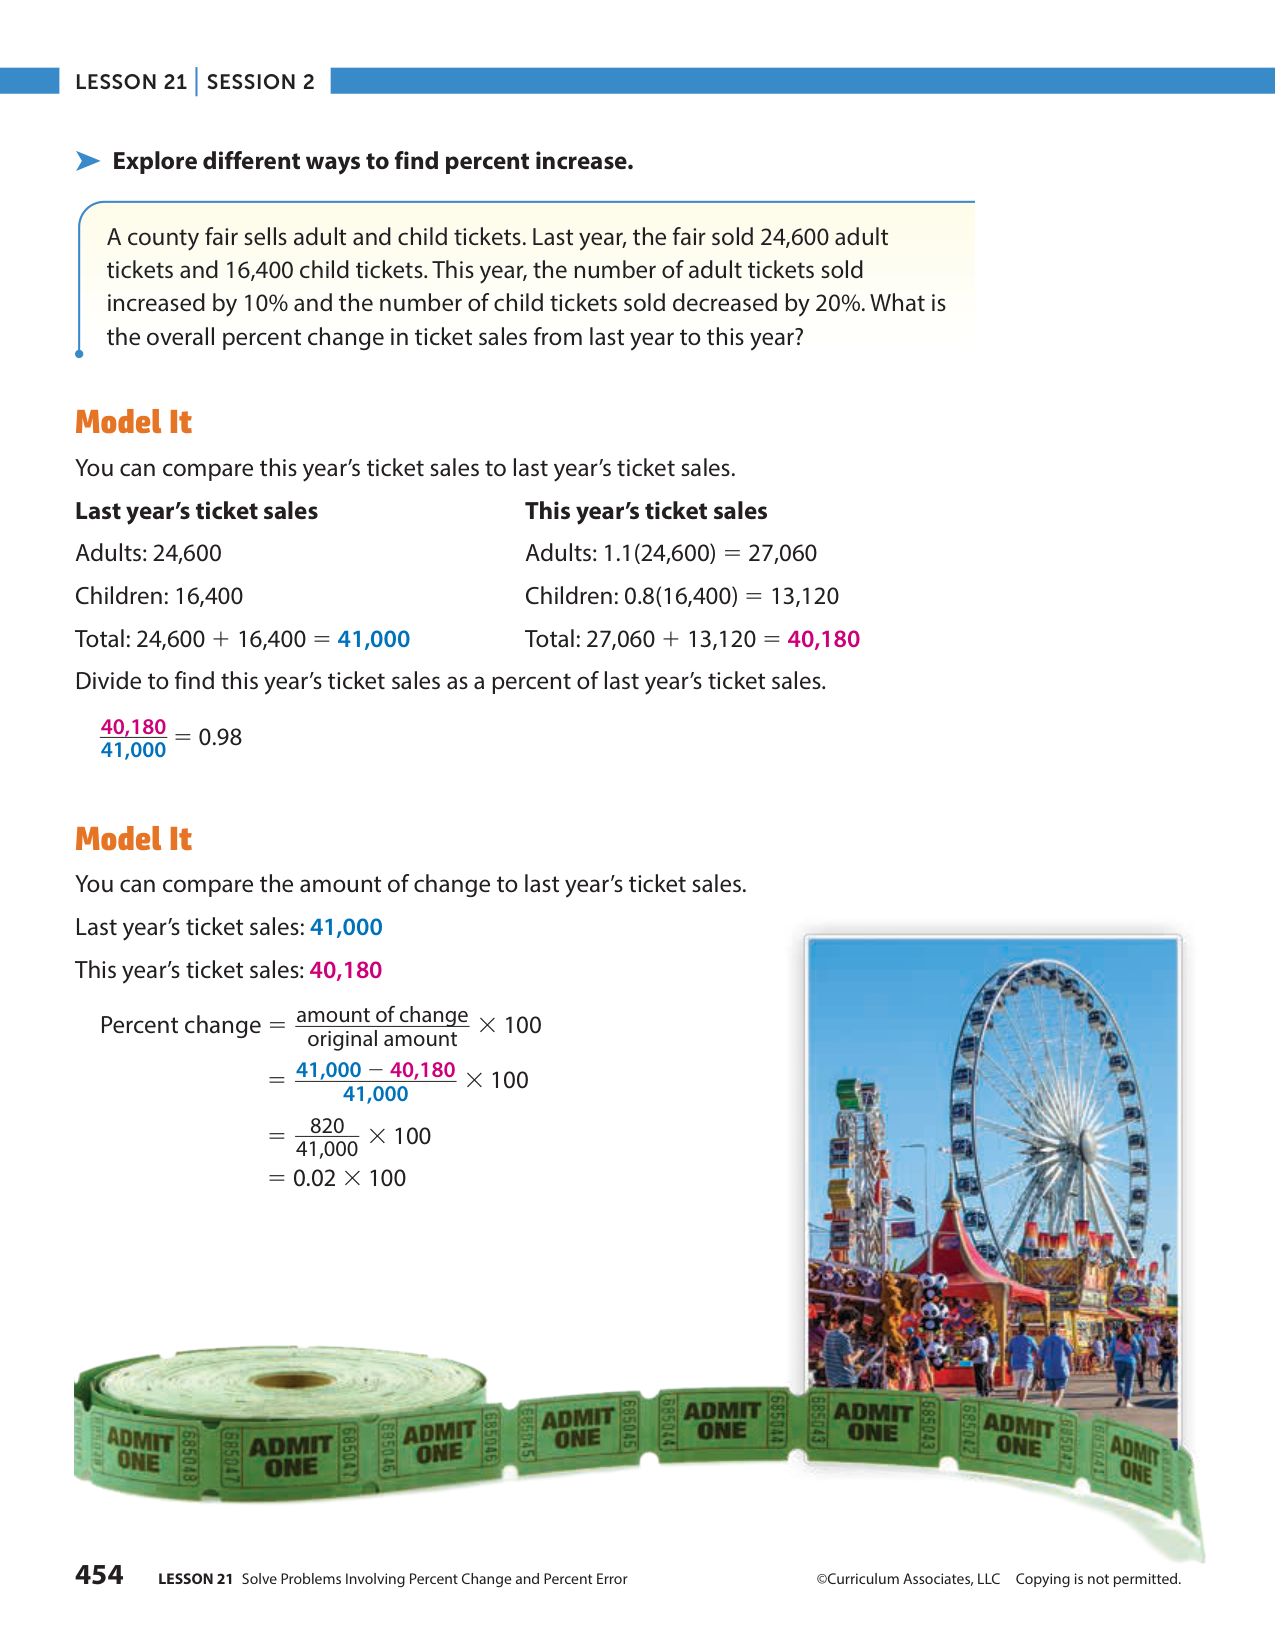 LESSON 21 | SESSION 2
➤ Explore different ways to find percent increase.
A county fair sells adult and child tickets. Last year, the fair sold 24,600 adult
tickets and 16,400 child tickets. This year, the number of adult tickets sold
increased by 10% and the number of child tickets sold decreased by 20%. What is
the overall percent change in ticket sales from last year to this year?
Model It
You can compare this year’s ticket sales to last year’s ticket sales.
Last year’s ticket sales
Adults: 24,600
Children: 16,400
Total: 24,600 + 16,400 = 41,000
This year’s ticket sales
Adults: 1.1(24,600) = 27,060
Children: 0.8(16,400) = 13,120
Total: 27,060 + 13,120 = 40,180
Divide to find this year’s ticket sales as a percent of last year’s ticket sales.
40,180/41,000 = 0.98
Model It
You can compare the amount of change to last year’s ticket sales.
Last year’s ticket sales: 41,000
This year’s ticket sales: 40,180
Percent change = amount of change/original amount × 100
= 41,000 − 40,180/41,000 × 100
= 820/41,000 × 100
= 0.02 × 100
ADMIT
ONE
685048
685047
ADMIT
ONE
685047
685046
ADMIT
ONE
685046
685045
ADMIT
ONE
685045
685044
ADMIT
ONE
685044
685043
ADMIT
ONE
685043
685042
ADMIT
ONE
685042
685041
ADMIT
ONE
454 LESSON 21 Solve Problems Involving Percent Change and Percent Error
©Curriculum Associates, LLC Copying is not permitted.